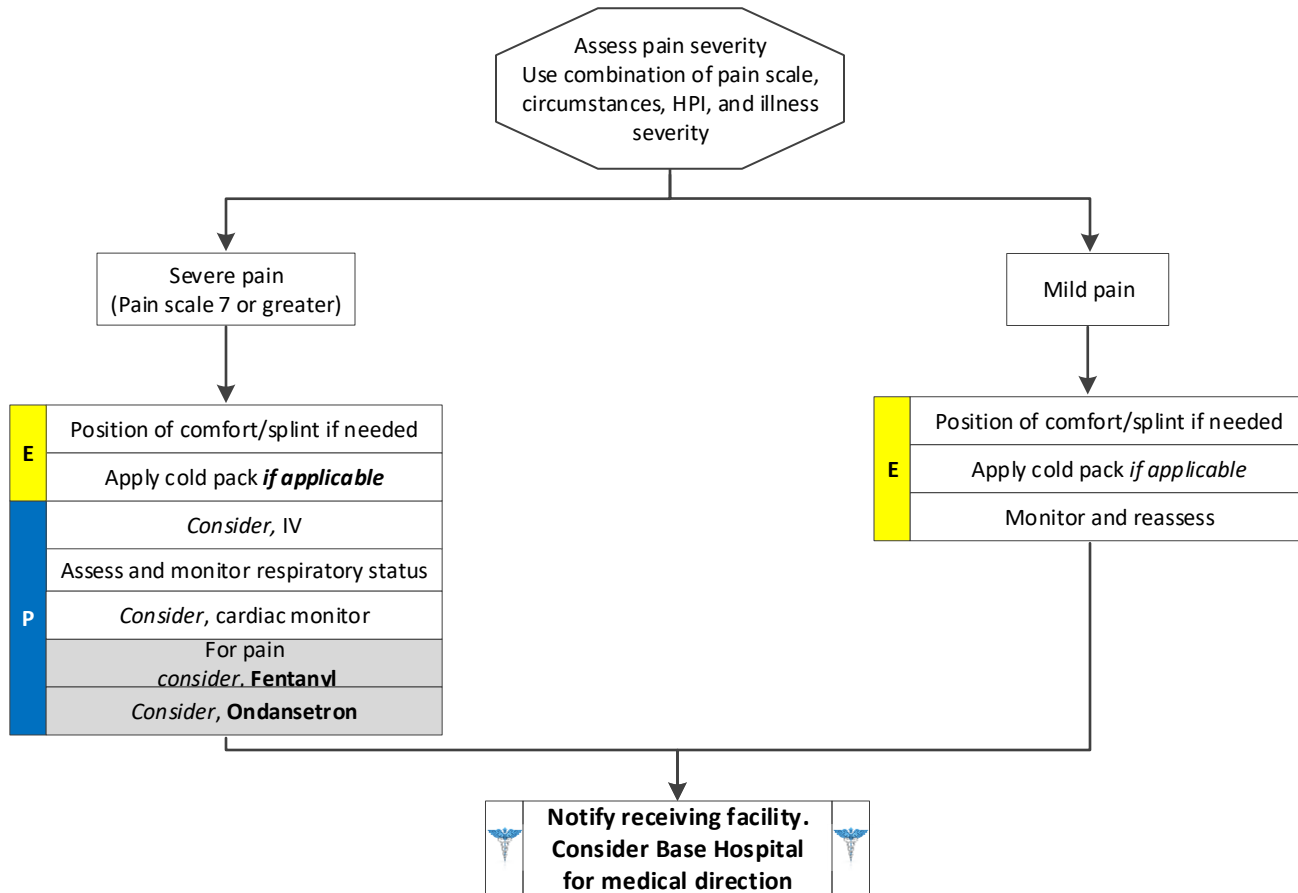 Assess pain severity
Use combination of pain scale,
circumstances, HPI, and illness
severity
Severe pain
(Pain scale 7 or greater)
Mild pain
E
Position of comfort/splint if needed
Apply cold pack if applicable
P
Consider, IV
Assess and monitor respiratory status
Consider, cardiac monitor
For pain
consider, Fentanyl
Consider, Ondansetron
E
Position of comfort/splint if needed
Apply cold pack if applicable
Monitor and reassess
Notify receiving facility.
Consider Base Hospital
for medical direction